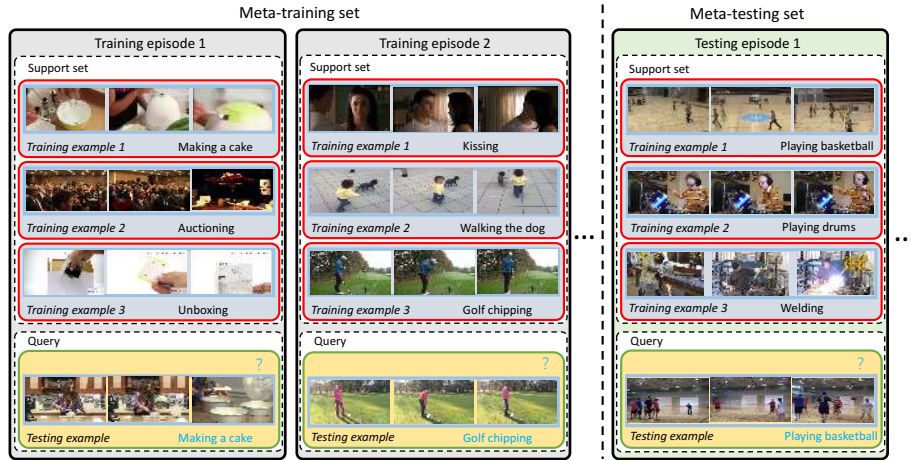 Meta-training set
Meta-testing set
Training episode 1
Support set
Training example 1 Making a cake
Training example 2 Auctioning
Training example 3 Unboxing
Query
?
Testing example Making a cake
Training episode 2
Support set
Training example 1 Kissing
Training example 2 Walking the dog
Training example 3 Golf chipping
Query
?
Testing example Golf chipping
...
Testing episode 1
Support set
Training example 1 Playing basketball
Training example 2 Playing drums
Training example 3 Welding
Query
?
Testing example Playing basketball
..